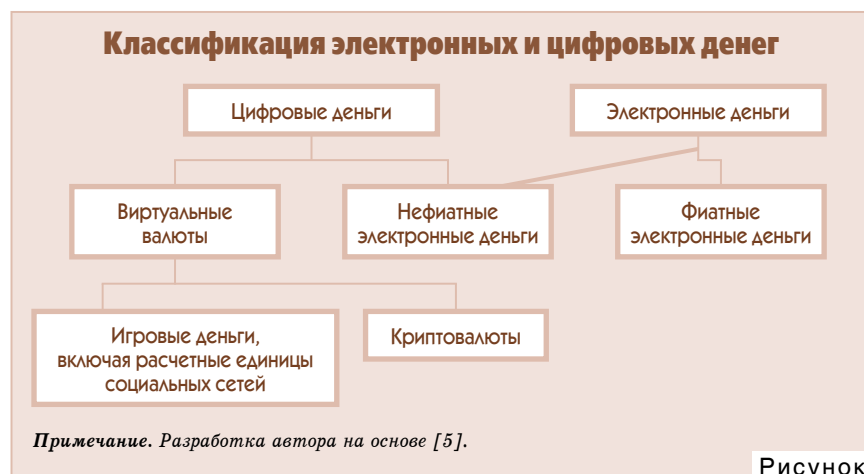 Классификация электронных и цифровых денег
Цифровые деньги
Электронные деньги
Виртуальные
валюты
Нефиатные
электронные деньги
Фиатные
электронные деньги
Игровые деньги,
включая расчетные единицы
социальных сетей
Криптовалюты
Примечание. Разработка автора на основе [5].
Рисунок